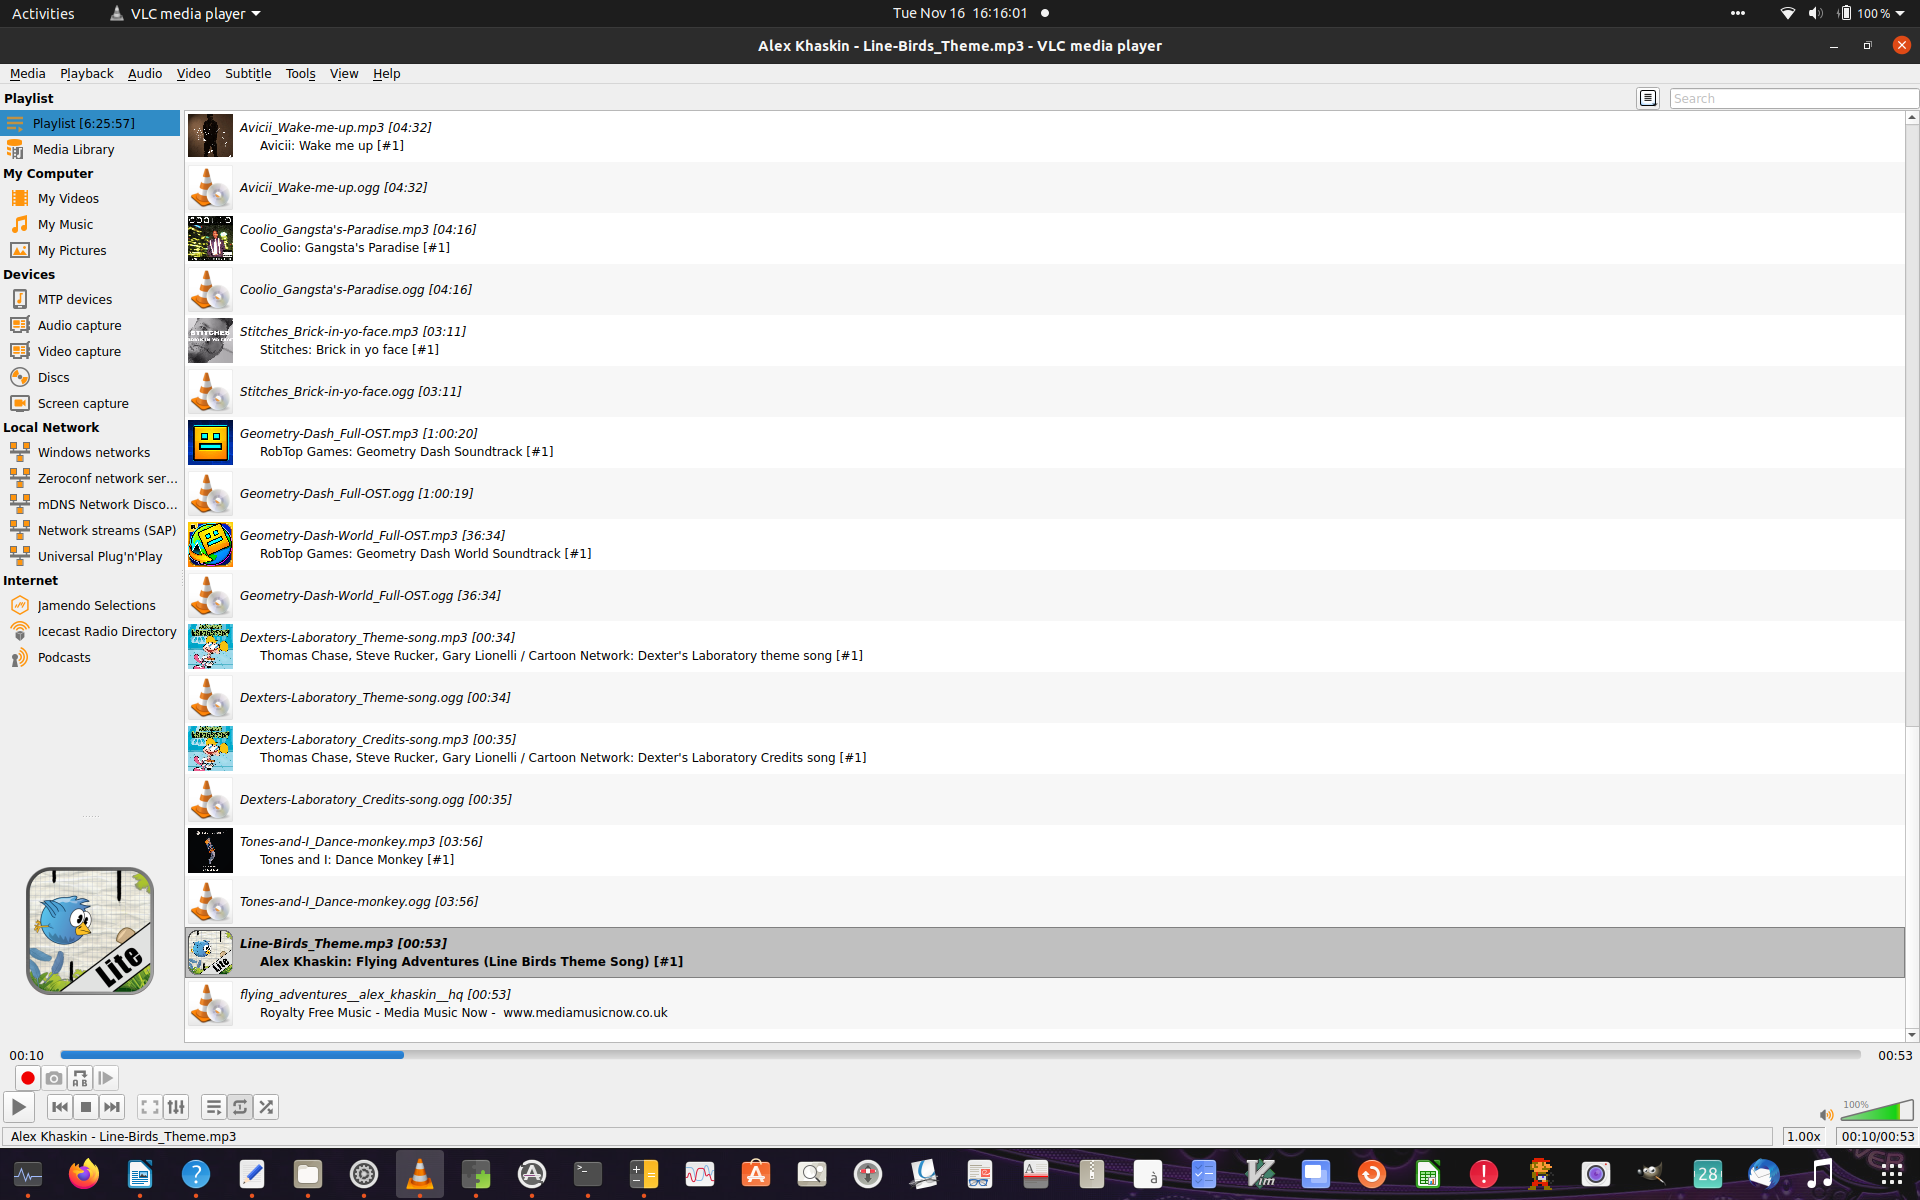 Activities
VLC media player
Tue Nov 16 16:16:01
100 %
Alex Khaskin - Line-Birds_Theme.mp3 - VLC media player
Media Playback Audio Video Subtitle Tools View Help
Playlist
Search
Playlist [6:25:57]
Media Library
My Computer
My Videos
My Music
My Pictures
Devices
MTP devices
Audio capture
Video capture
Discs
Screen capture
Local Network
Windows networks
Zeroconf network ser...
mDNS Network Disco...
Network streams (SAP)
Universal Plug'n'Play
Internet
Jamendo Selections
Icecast Radio Directory
Podcasts
Avicii_Wake-me-up.mp3 [04:32]
Avicii: Wake me up [#1]
Avicii_Wake-me-up.ogg [04:32]
Coolio_Gangsta's-Paradise.mp3 [04:16]
Coolio: Gangsta's Paradise [#1]
Coolio_Gangsta's-Paradise.ogg [04:16]
Stitches_Brick-in-yo-face.mp3 [03:11]
Stitches: Brick in yo face [#1]
Stitches_Brick-in-yo-face.ogg [03:11]
Geometry-Dash_Full-OST.mp3 [1:00:20]
RobTop Games: Geometry Dash Soundtrack [#1]
Geometry-Dash_Full-OST.ogg [1:00:19]
Geometry-Dash-World_Full-OST.mp3 [36:34]
RobTop Games: Geometry Dash World Soundtrack [#1]
Geometry-Dash-World_Full-OST.ogg [36:34]
Dexters-Laboratory_Theme-song.mp3 [00:34]
Thomas Chase, Steve Rucker, Gary Lionelli / Cartoon Network: Dexter's Laboratory theme song [#1]
Dexters-Laboratory_Theme-song.ogg [00:34]
Dexters-Laboratory_Credits-song.mp3 [00:35]
Thomas Chase, Steve Rucker, Gary Lionelli / Cartoon Network: Dexter's Laboratory Credits song [#1]
Dexters-Laboratory_Credits-song.ogg [00:35]
Tones-and-I_Dance-monkey.mp3 [03:56]
Tones and I: Dance Monkey [#1]
Tones-and-I_Dance-monkey.ogg [03:56]
Line-Birds_Theme.mp3 [00:53]
Alex Khaskin: Flying Adventures (Line Birds Theme Song) [#1]
flying_adventures__alex_khaskin__hq [00:53]
Royalty Free Music - Media Music Now - www.mediamusicnow.co.uk
Lite
00:10
00:53
A B
100%
Alex Khaskin - Line-Birds_Theme.mp3
1.00x
00:10/00:53
28